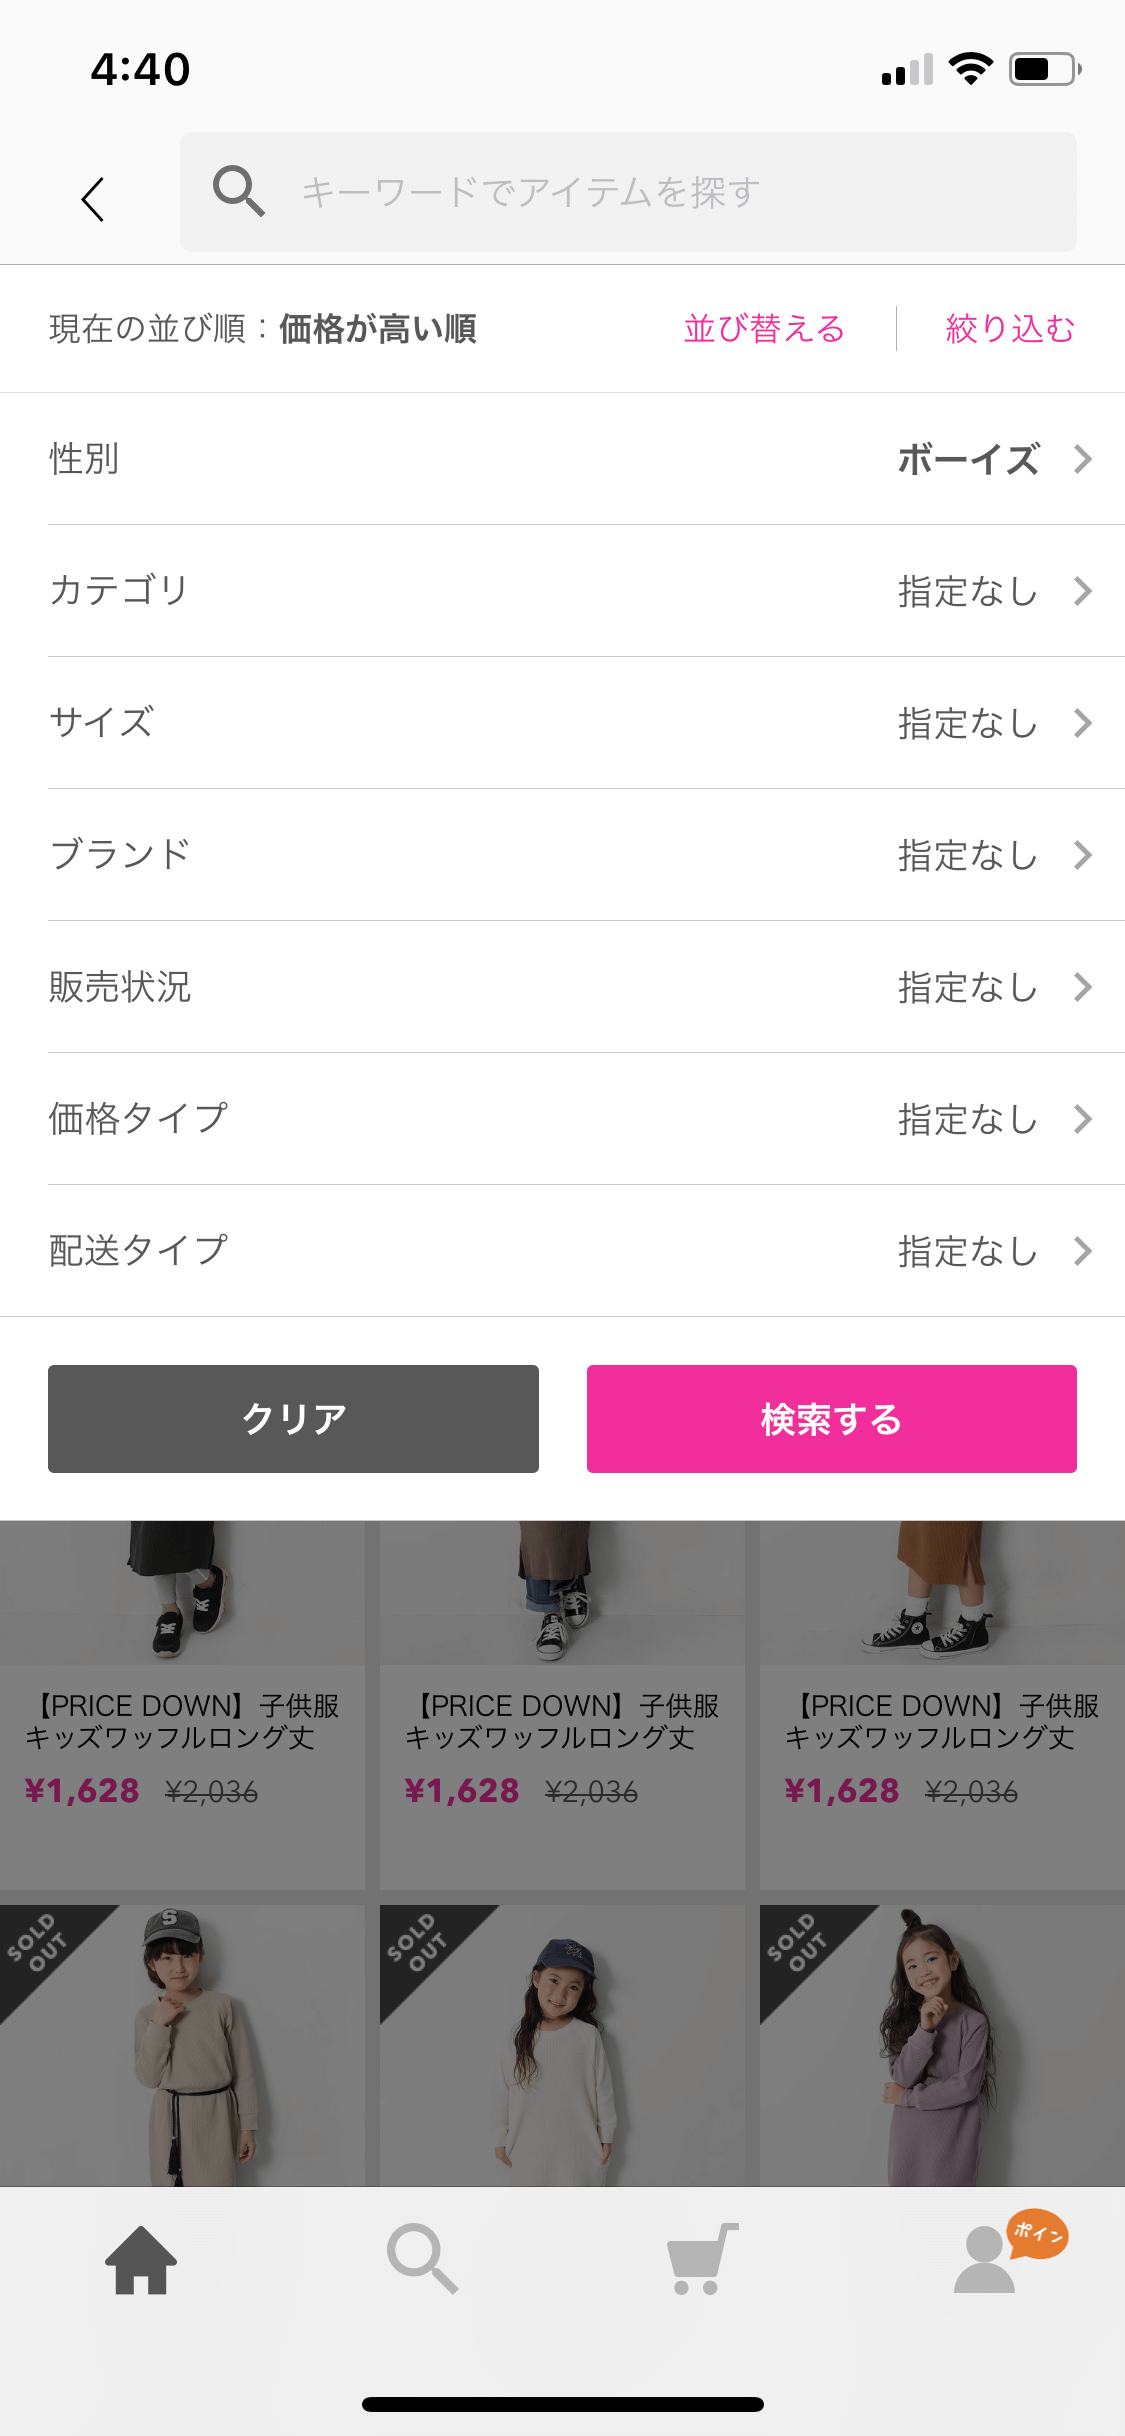 4:40
キーワードでアイテムを探す
現在の並び順：価格が高い順 並び替える 絞り込む
性別 ボーイズ
カテゴリ 指定なし
サイズ 指定なし
ブランド 指定なし
販売状況 指定なし
価格タイプ 指定なし
配送タイプ 指定なし
クリア 検索する
【PRICE DOWN】子供服
キッズワッフルロング丈
¥1,628 ¥2,036
【PRICE DOWN】子供服
キッズワッフルロング丈
¥1,628 ¥2,036
【PRICE DOWN】子供服
キッズワッフルロング丈
¥1,628 ¥2,036
SOLD
OUT
S
SOLD
OUT
SOLD
OUT
ポイン